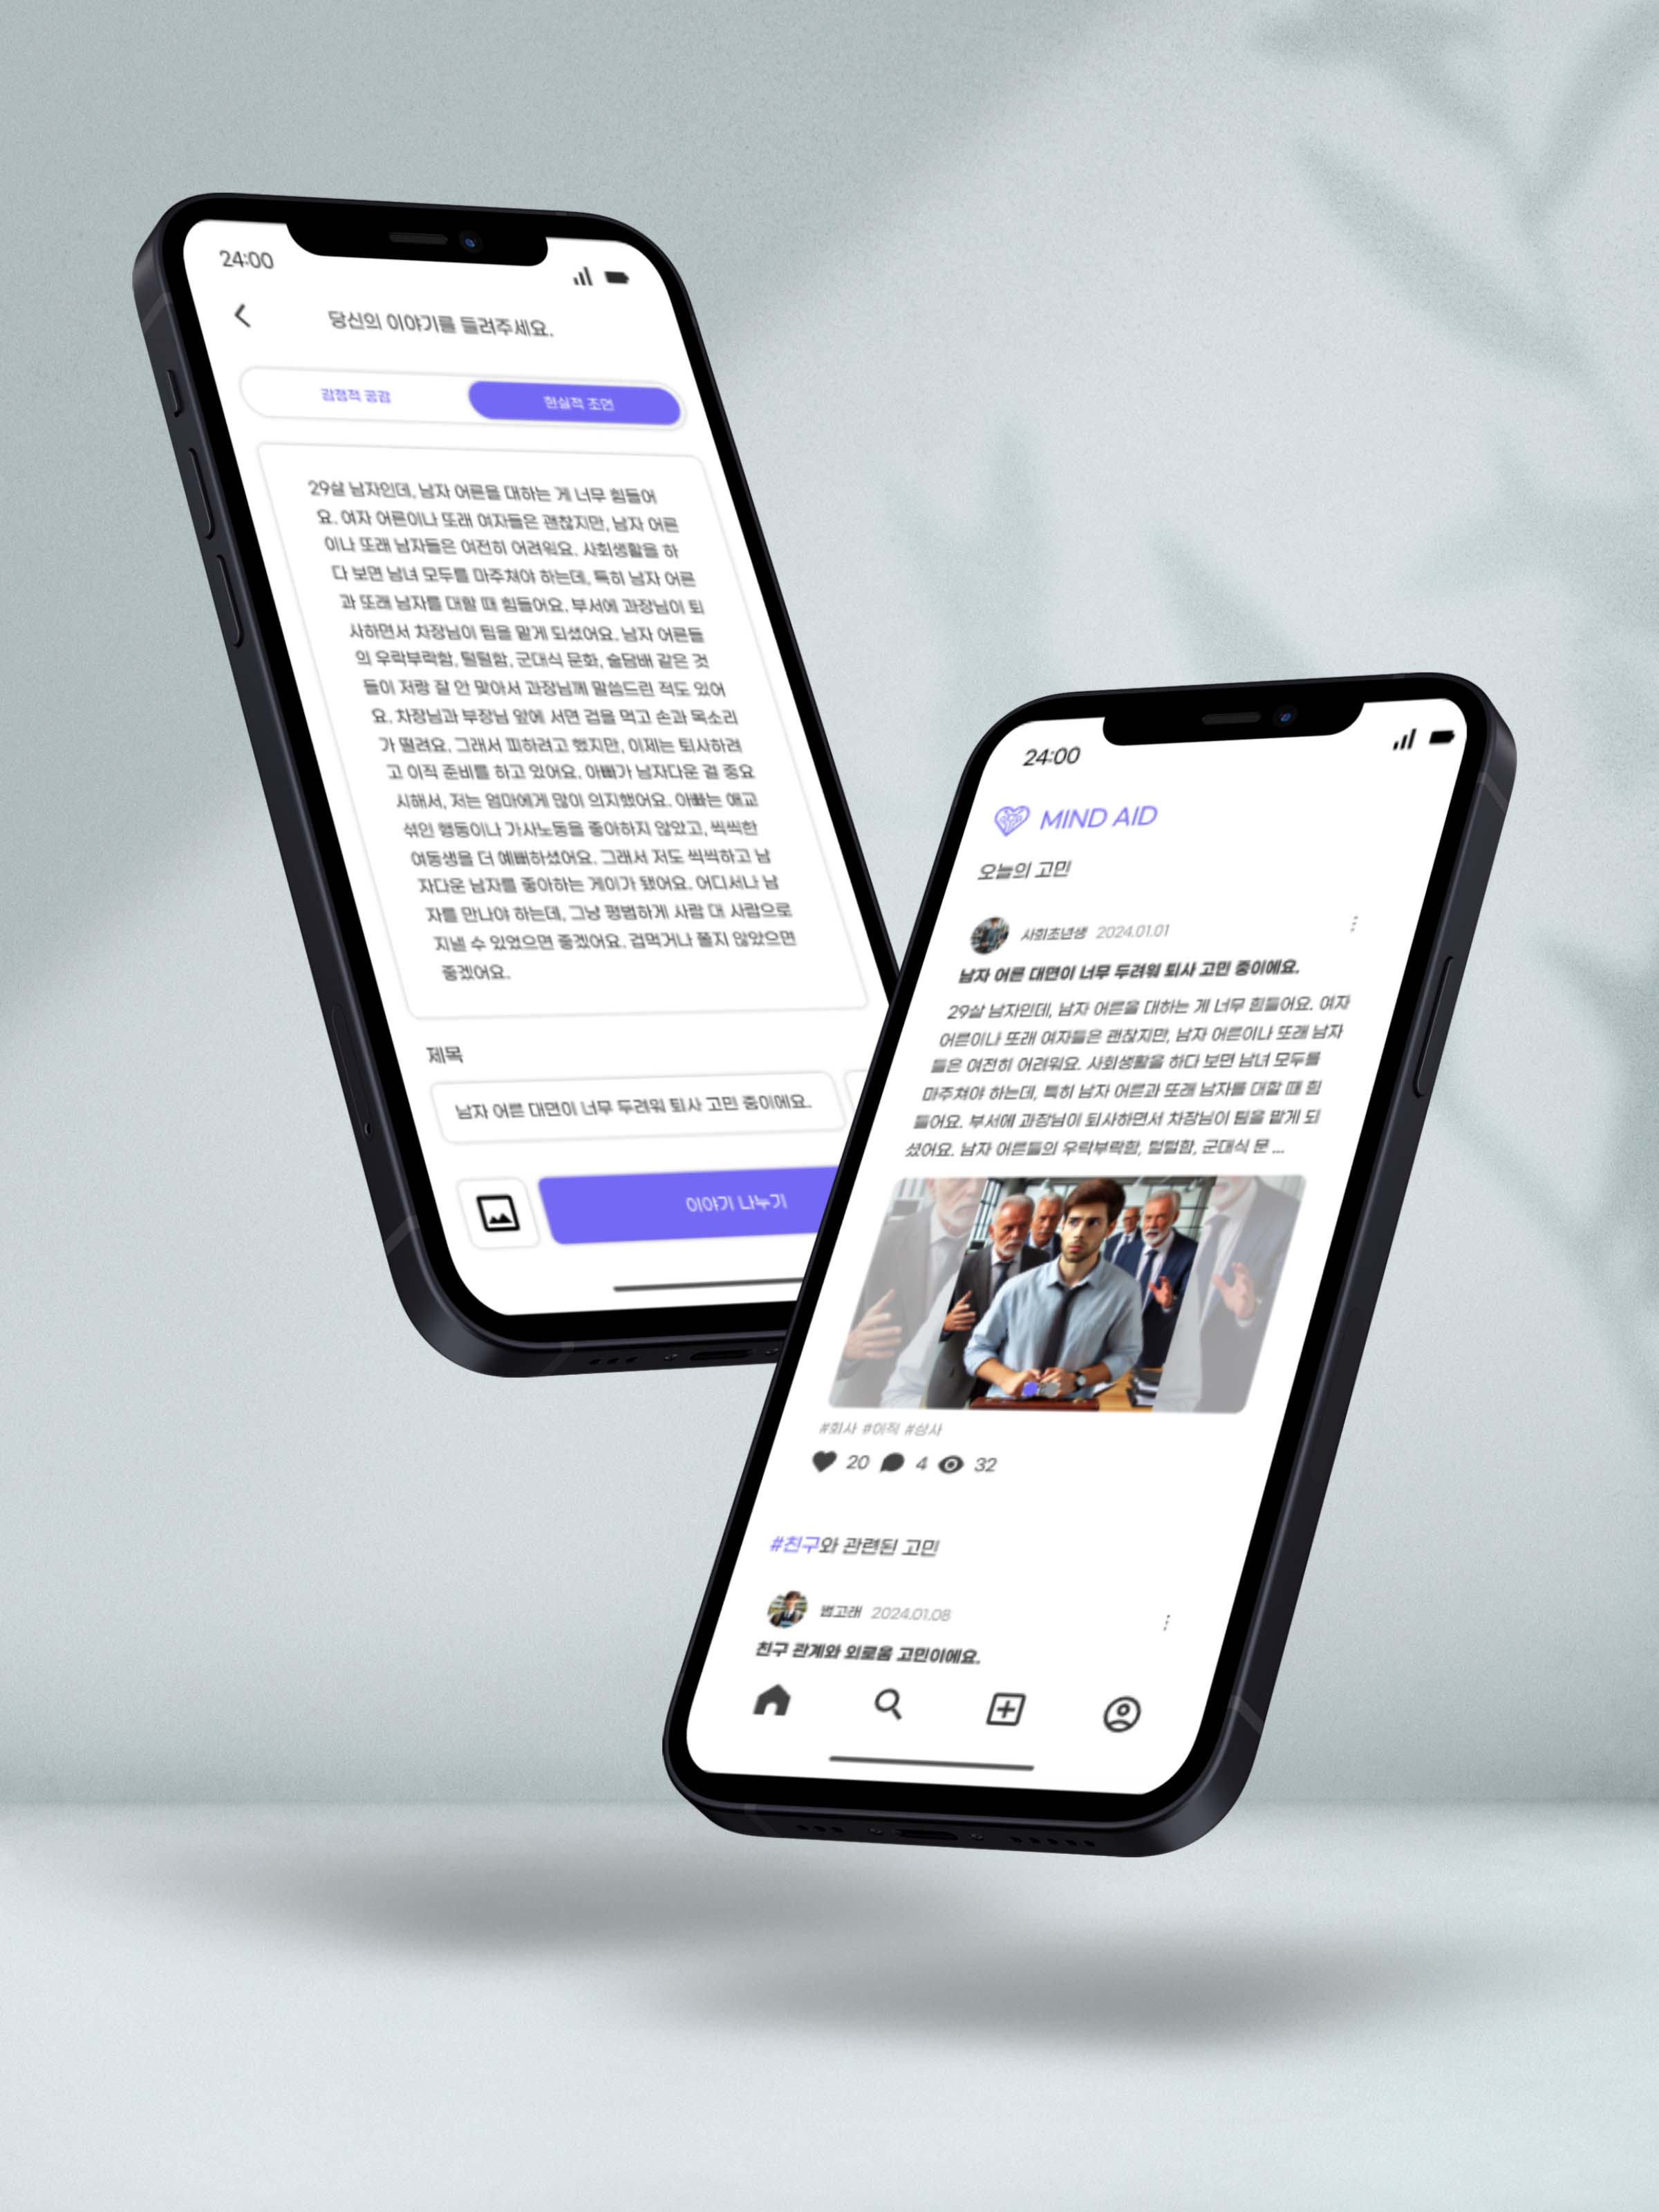 24:00
당신의 이야기를 들려주세요.
감정적 공감
현실적 조언
29살 남자인데, 남자 어른을 대하는 게 너무 힘들어
요. 여자 어른이나 또래 여자들은 괜찮지만, 남자 어른
이나 또래 남자들은 여전히 어려워요. 사회생활을 하
다 보면 남녀 모두를 마주쳐야 하는데, 특히 남자 어른
과 또래 남자를 대할 때 힘들어요. 부서에 과장님이 퇴
사하면서 차장님이 팀을 맡게 되셨어요. 남자 어른들
의 우락부락함, 털털함, 군대식 문화, 술담배 같은 것
들이 저랑 잘 안 맞아서 과장님께 말씀드린 적도 있어
요. 차장님과 부장님 앞에 서면 겁을 먹고 손과 목소리
가 떨려요. 그래서 피하려고 했지만, 이제는 퇴사하려
고 이직 준비를 하고 있어요. 아빠가 남자다운 걸 중요
시해서, 저는 엄마에게 많이 의지했어요. 아빠는 애교
섞인 행동이나 가사노동을 좋아하지 않았고, 씩씩한
여동생을 더 예뻐하셨어요. 그래서 저도 씩씩하고 남
자다운 남자를 좋아하는 게이가 됐어요. 어디서나 남
자를 만나야 하는데, 그냥 평범하게 사람 대 사람으로
지낼 수 있었으면 좋겠어요. 겁먹거나 쫄지 않았으면
좋겠어요.
제목
남자 어른 대면이 너무 두려워 퇴사 고민 중이에요.
이야기 나누기
24:00
MIND AID
오늘의 고민
사회초년생 2024.01.01
남자 어른 대면이 너무 두려워 퇴사 고민 중이에요.
29살 남자인데, 남자 어른을 대하는 게 너무 힘들어요. 여자
어른이나 또래 여자들은 괜찮지만, 남자 어른이나 또래 남자
들은 여전히 어려워요. 사회생활을 하다 보면 남녀 모두를
마주쳐야 하는데, 특히 남자 어른과 또래 남자를 대할 때 힘
들어요. 부서에 과장님이 퇴사하면서 차장님이 팀을 맡게 되
셨어요. 남자 어른들의 우락부락함, 털털함, 군대식 문 ...
#회사 #이직 #상사
20 4 32
#친구와 관련된 고민
범고래 2024.01.08
친구 관계와 외로움 고민이에요.